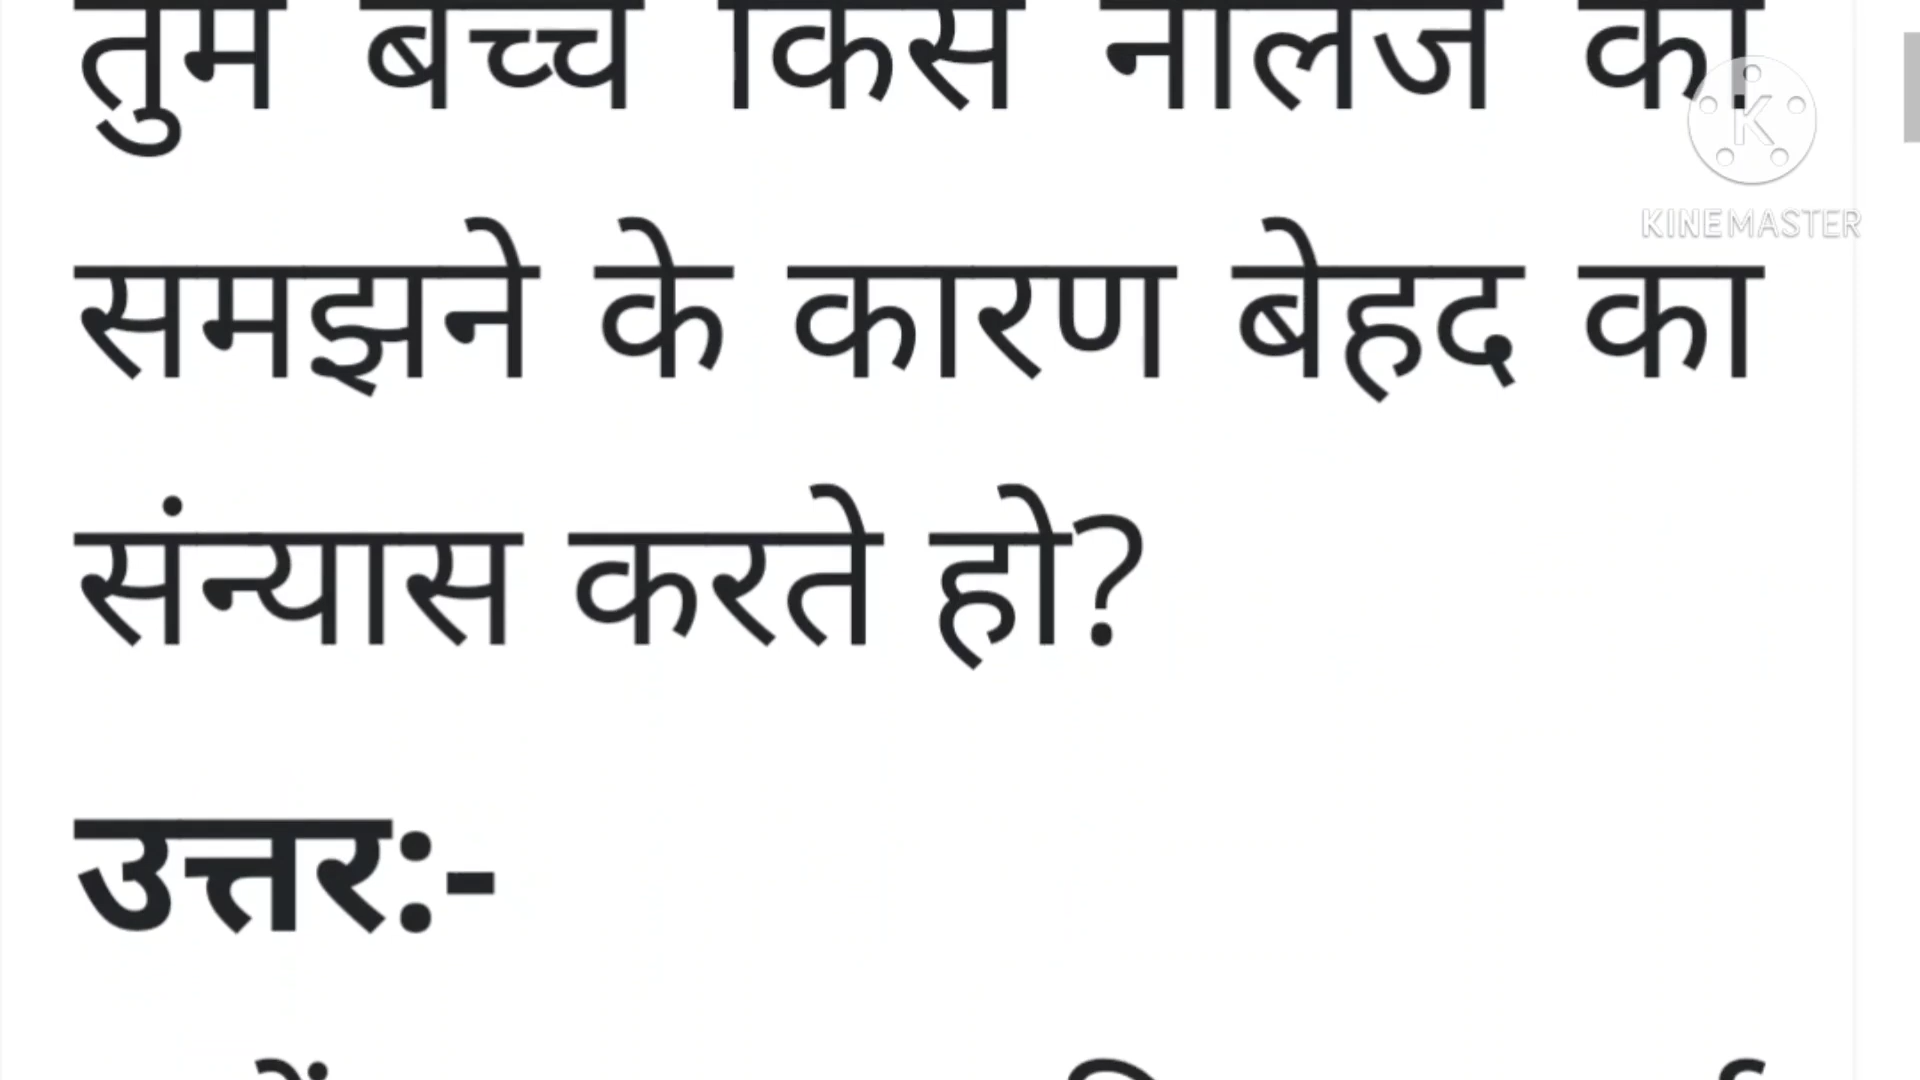 तुम बच्चे किस नॉलेज को
KINEMASTER
समझने के कारण बेहद का
संन्यास करते हो?
उत्तर:-